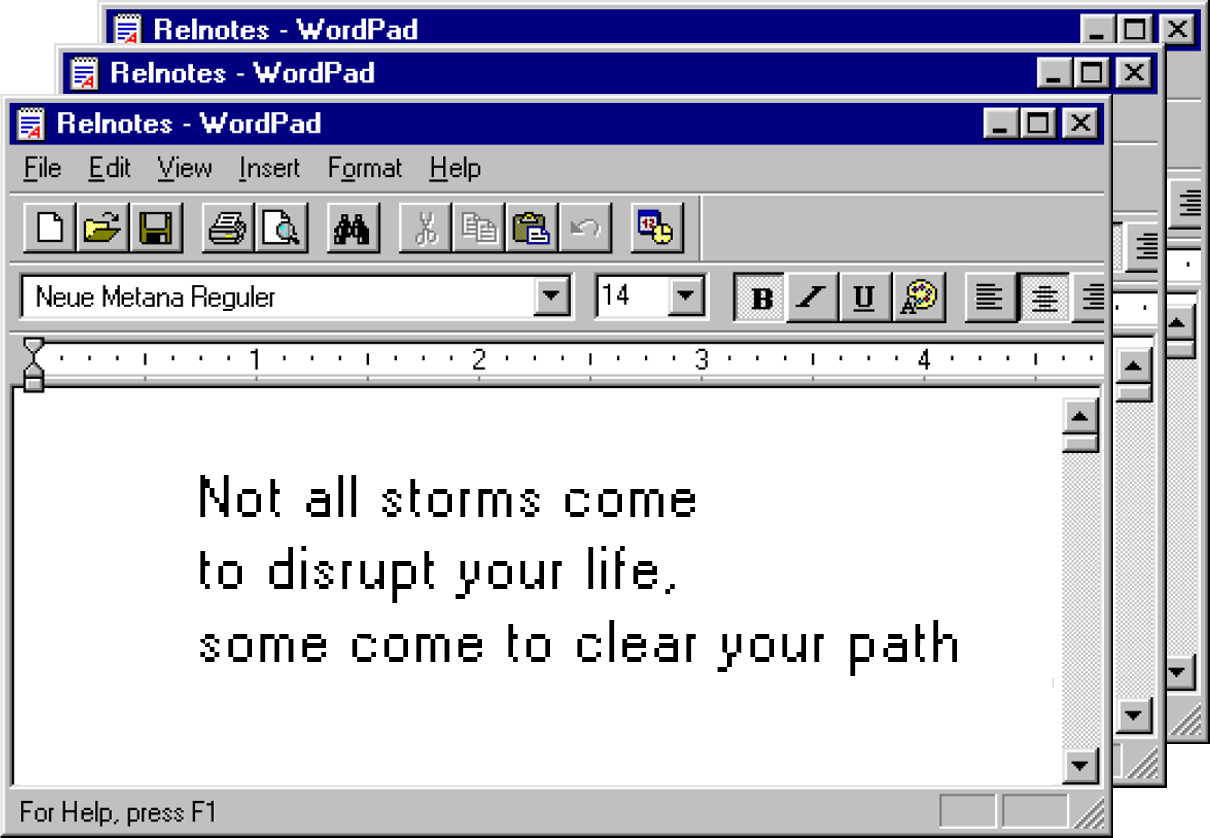 Relnotes - WordPad
Relnotes - WordPad
Relnotes - WordPad
File Edit View Insert Format Help
12
Neue Metana Reguler 14 B I U A
1 2 3 4
Not all storms come
to disrupt your life,
some come to clear your path
For Help, press F1